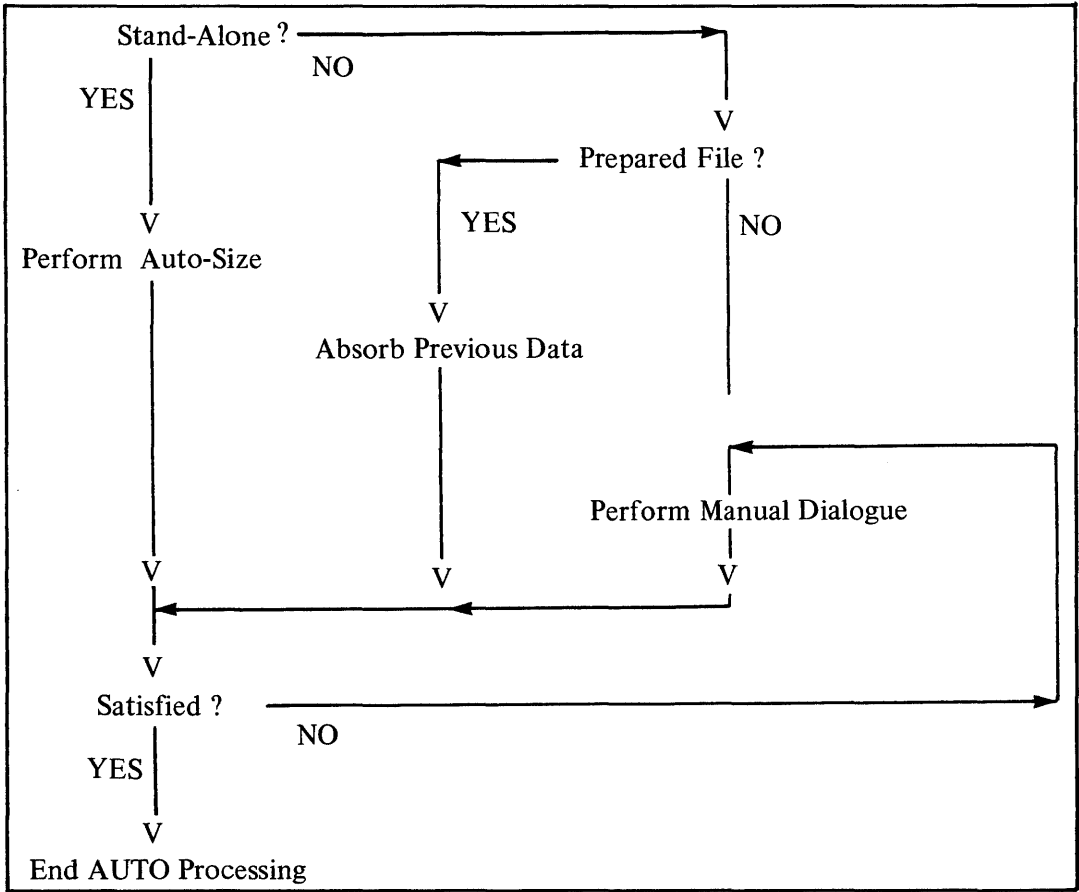 Stand-Alone ?
NO
YES
V
Prepared File ?
YES
NO
V
Perform Auto-Size
V
Absorb Previous Data
Perform Manual Dialogue
V
V
V
V
Satisfied ?
NO
YES
V
End AUTO Processing